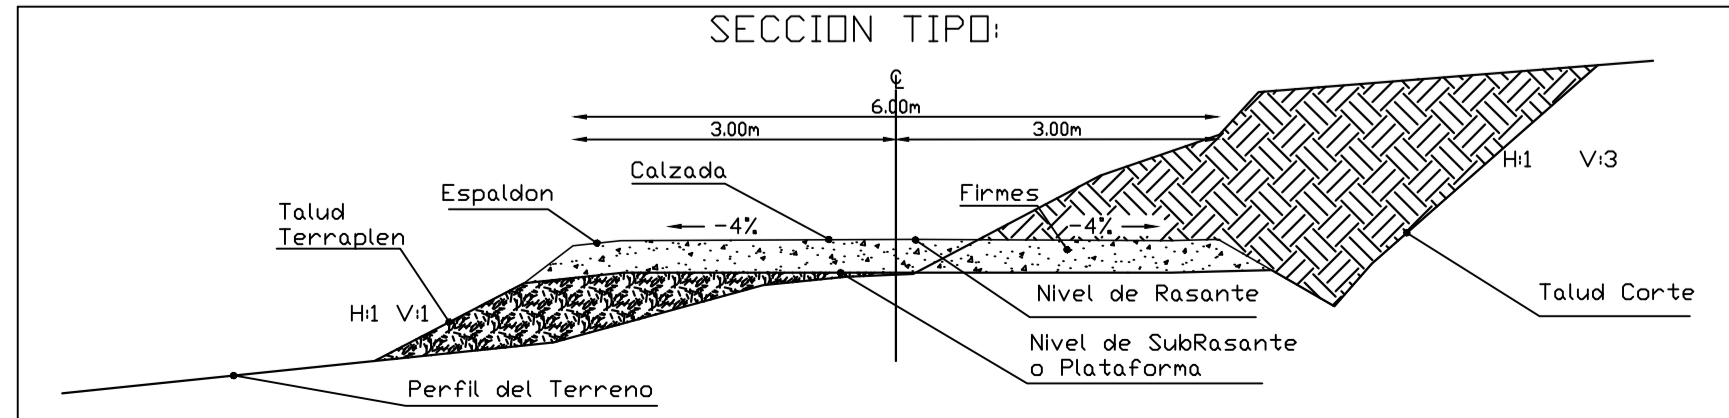 SECCION TIPO:
℄
6.00m
3.00m
3.00m
Calzada
Espaldon
Firmes
Talud
Terraplen
-4%
-4%
H:1 V:3
H:1 V:1
Nivel de Rasante
Talud Corte
Nivel de SubRasante
o Plataforma
Perfil del Terreno